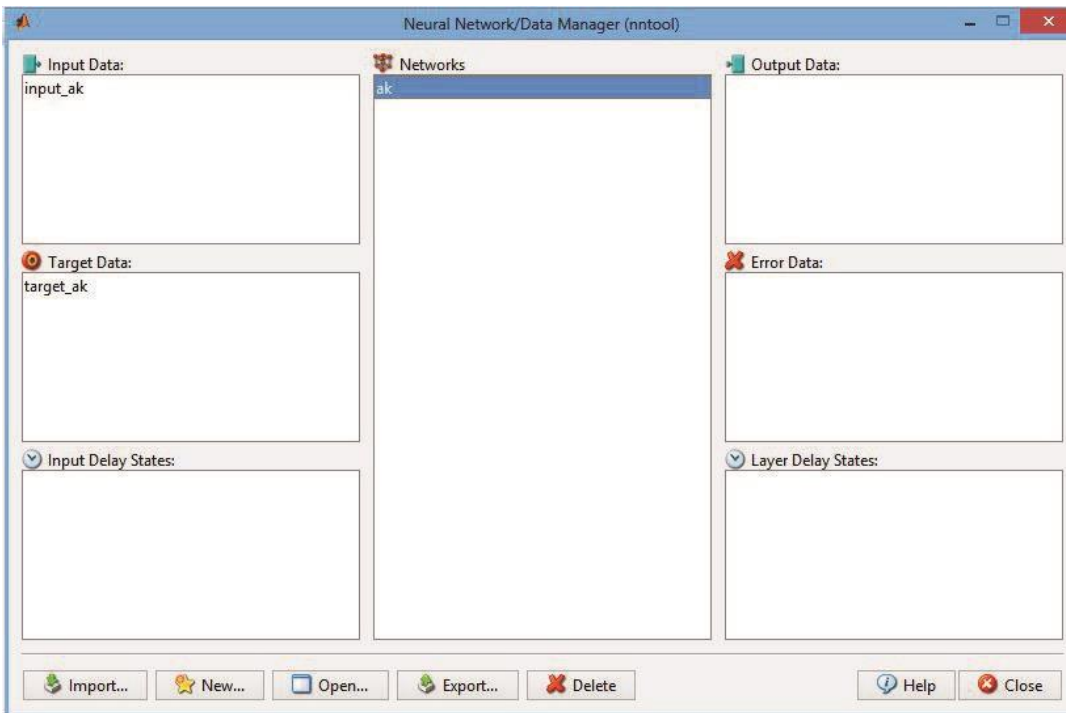 Neural Network/Data Manager (nntool)
Input Data:
input_ak
Networks
ak
Output Data:
Target Data:
target_ak
Error Data:
Input Delay States:
Layer Delay States:
Import...
New...
Open...
Export...
Delete
Help
Close